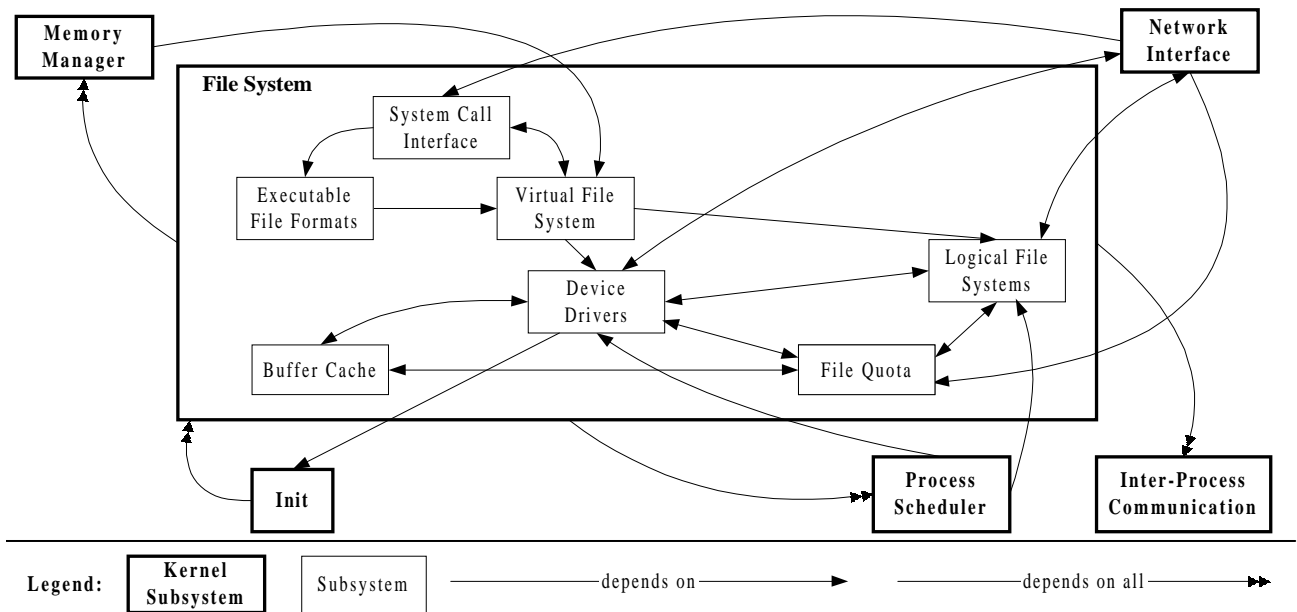 Memory
Manager
Network
Interface
File System
System Call
Interface
Executable
File Formats
Virtual File
System
Logical File
Systems
Device
Drivers
Buffer Cache
File Quota
Init
Process
Scheduler
Inter-Process
Communication
Legend:
Kernel
Subsystem
Subsystem
depends on
depends on all